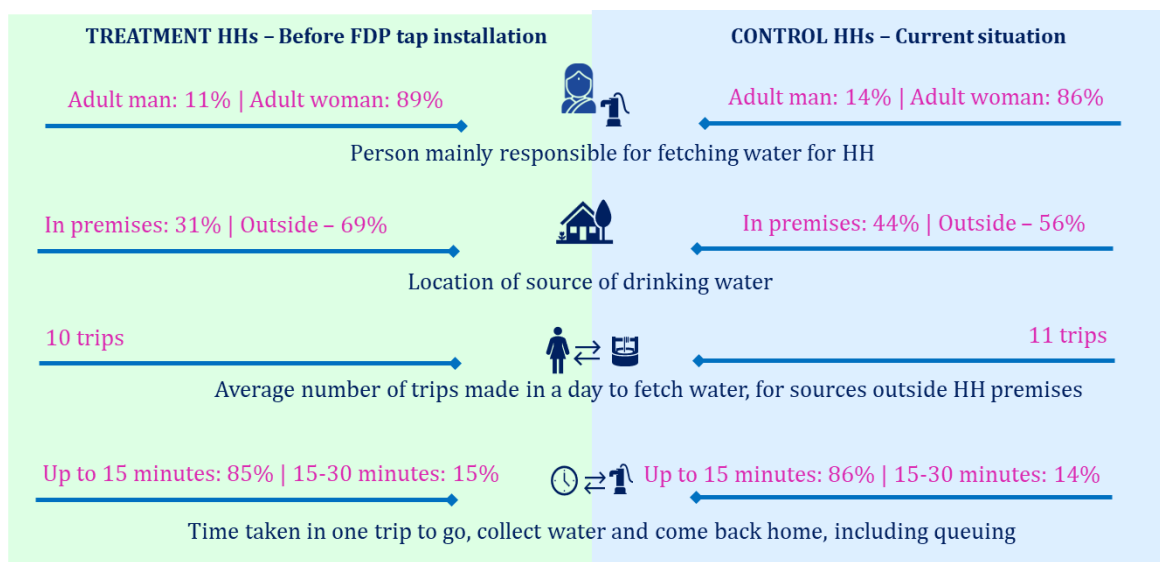 TREATMENT HHs – Before FDP tap installation
CONTROL HHs – Current situation
Adult man: 11% | Adult woman: 89%
Adult man: 14% | Adult woman: 86%
Person mainly responsible for fetching water for HH
In premises: 31% | Outside – 69%
In premises: 44% | Outside – 56%
Location of source of drinking water
10 trips
11 trips
Average number of trips made in a day to fetch water, for sources outside HH premises
Up to 15 minutes: 85% | 15-30 minutes: 15%
Up to 15 minutes: 86% | 15-30 minutes: 14%
Time taken in one trip to go, collect water and come back home, including queuing